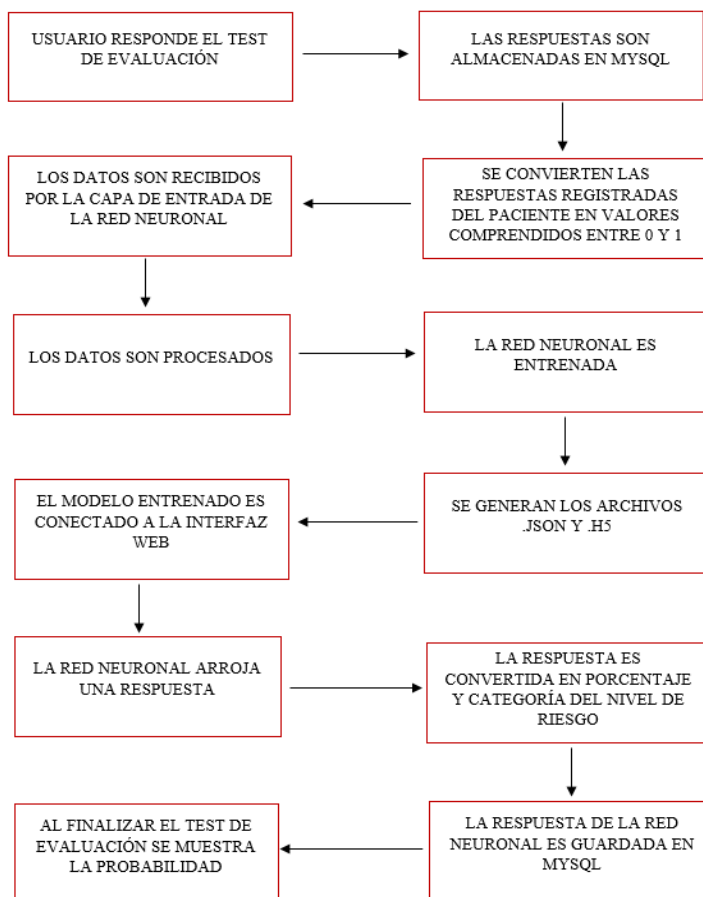 USUARIO RESPONDE EL TEST
DE EVALUACIÓN
LAS RESPUESTAS SON
ALMACENADAS EN MYSQL
SE CONVIERTEN LAS
RESPUESTAS REGISTRADAS
DEL PACIENTE EN VALORES
COMPRENDIDOS ENTRE 0 Y 1
LOS DATOS SON RECIBIDOS
POR LA CAPA DE ENTRADA DE
LA RED NEURONAL
LOS DATOS SON PROCESADOS
LA RED NEURONAL ES
ENTRENADA
SE GENERAN LOS ARCHIVOS
.JSON Y .H5
EL MODELO ENTRENADO ES
CONECTADO A LA INTERFAZ
WEB
LA RED NEURONAL ARROJA
UNA RESPUESTA
LA RESPUESTA ES
CONVERTIDA EN PORCENTAJE
Y CATEGORÍA DEL NIVEL DE
RIESGO
LA RESPUESTA DE LA RED
NEURONAL ES GUARDADA EN
MYSQL
AL FINALIZAR EL TEST DE
EVALUACIÓN SE MUESTRA
LA PROBABILIDAD